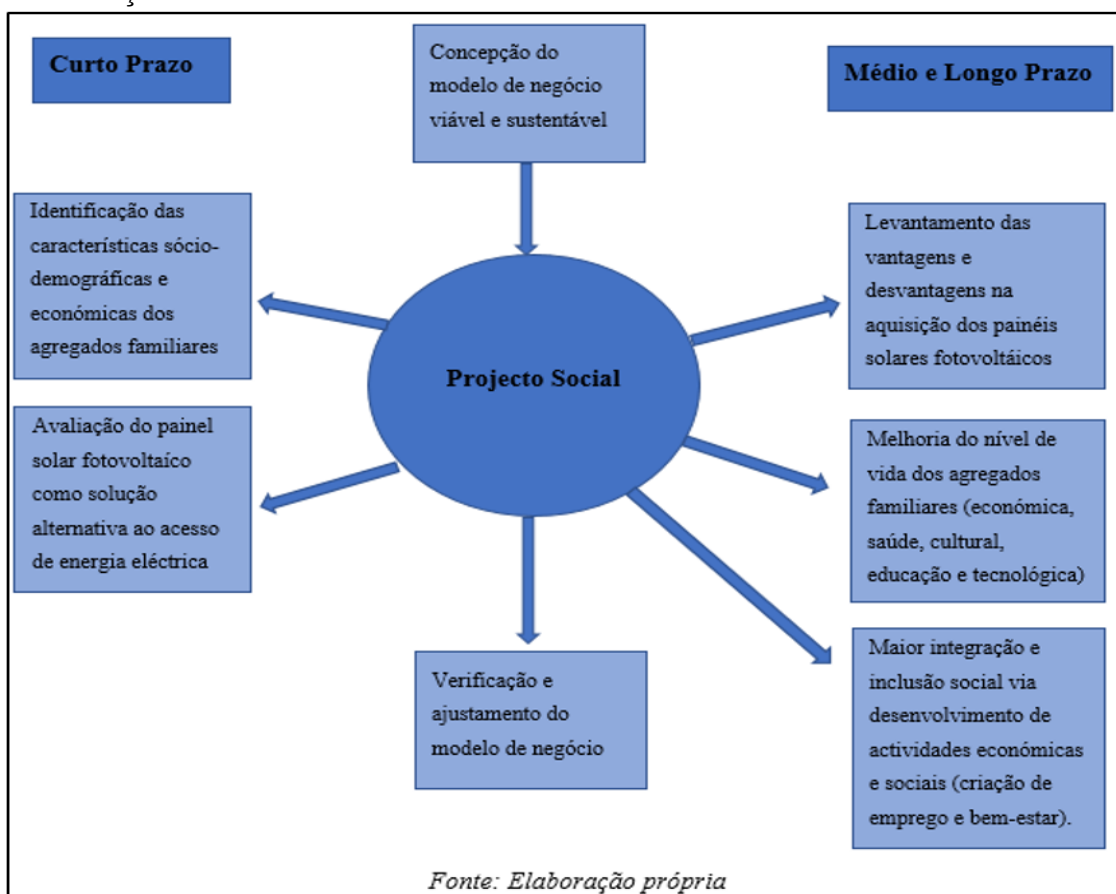 Curto Prazo
Concepção do
modelo de negócio
viável e sustentável
Médio e Longo Prazo
Identificação das
características sócio-
demográficas e
económicas dos
agregados familiares
Levantamento das
vantagens e
desvantagens na
aquisição dos painéis
solares fotovoltáicos
Projecto Social
Avaliação do painel
solar fotovoltaíco
como solução
alternativa ao acesso
de energia eléctrica
Melhoria do nível de
vida dos agregados
familiares (económica,
saúde, cultural,
educação e tecnológica)
Verificação e
ajustamento do
modelo de negócio
Maior integração e
inclusão social via
desenvolvimento de
actividades económicas
e sociais (criação de
emprego e bem-estar).
Fonte: Elaboração própria